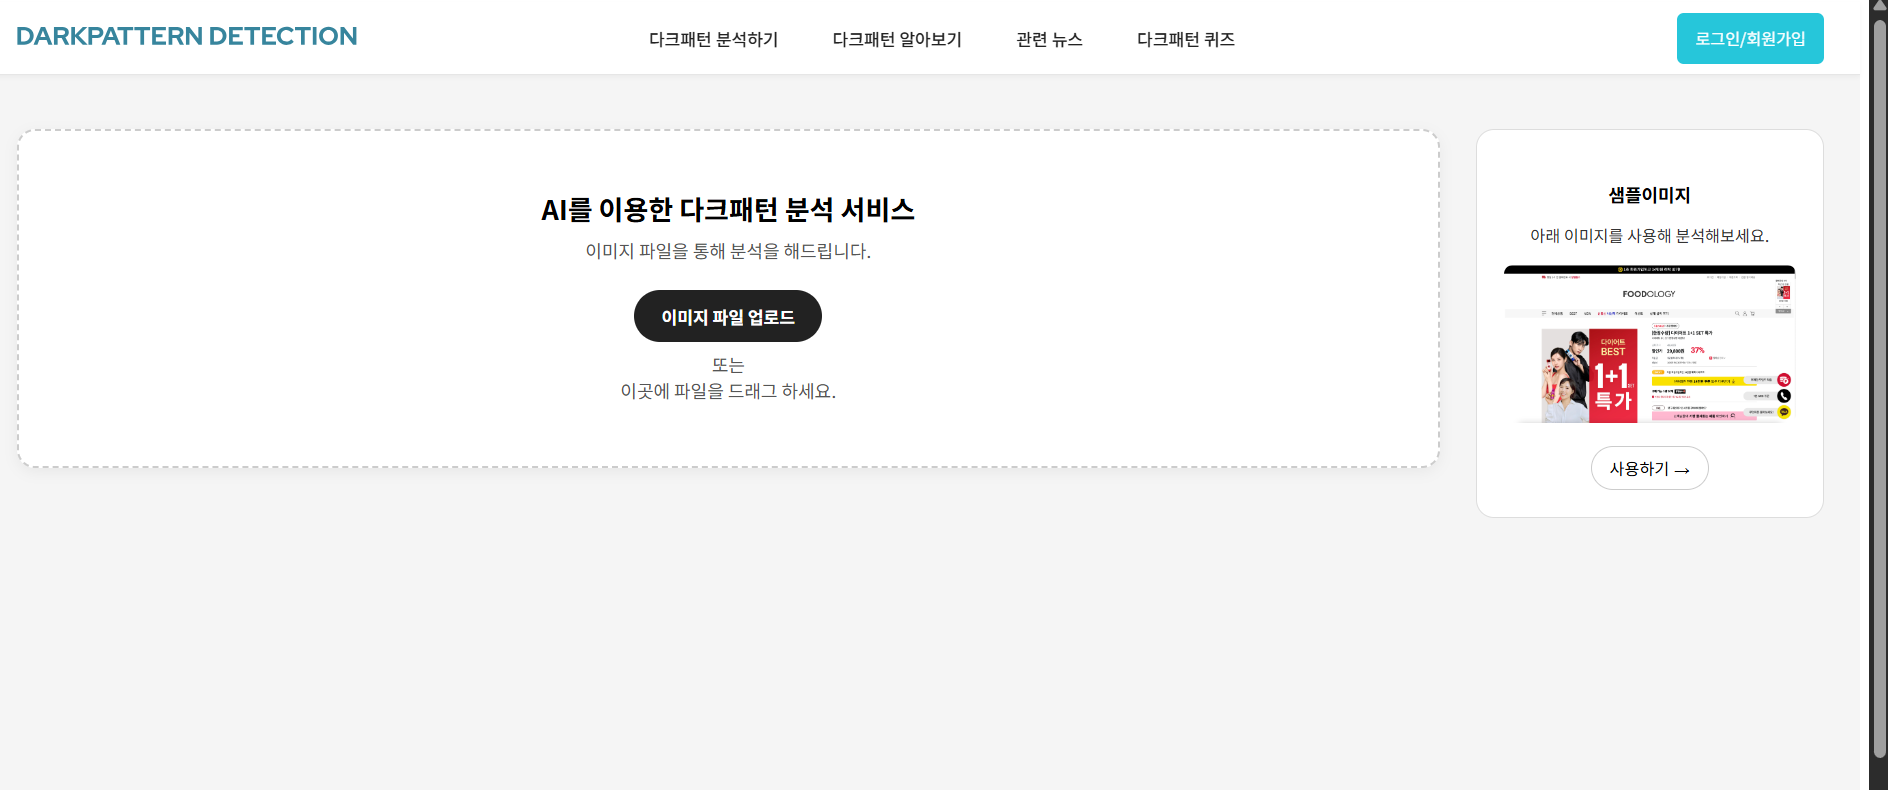 DARKPATTERN DETECTION
다크패턴 분석하기
다크패턴 알아보기
관련 뉴스
다크패턴 퀴즈
로그인/회원가입
AI를 이용한 다크패턴 분석 서비스
이미지 파일을 통해 분석을 해드립니다.
이미지 파일 업로드
또는
이곳에 파일을 드래그 하세요.
샘플이미지
아래 이미지를 사용해 분석해보세요.
FOODOLOGY
다이어트
BEST
1+1
특가
37%
사용하기 →